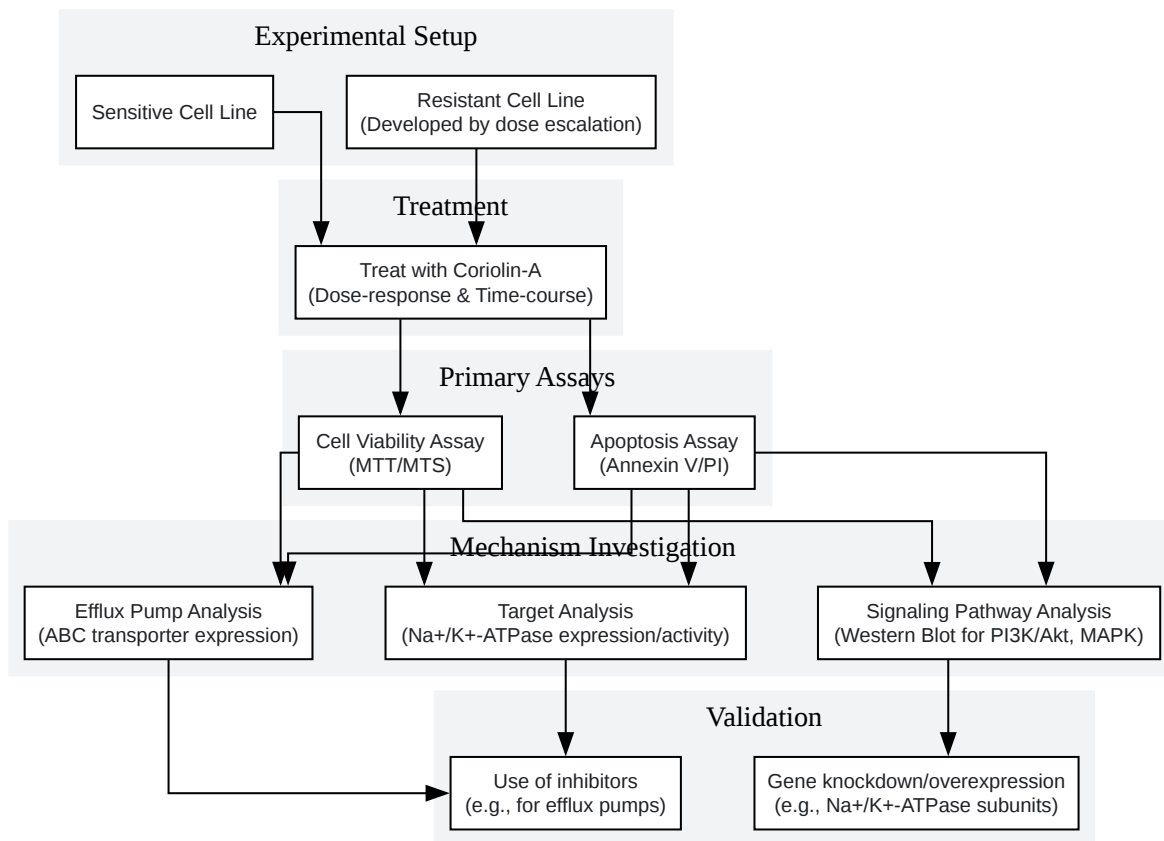 Experimental Setup
Sensitive Cell Line
Resistant Cell Line
(Developed by dose escalation)
Treatment
Treat with Coriolin-A
(Dose-response & Time-course)
Primary Assays
Cell Viability Assay
(MTT/MTS)
Apoptosis Assay
(Annexin V/PI)
Mechanism Investigation
Efflux Pump Analysis
(ABC transporter expression)
Target Analysis
(Na+/K+-ATPase expression/activity)
Signaling Pathway Analysis
(Western Blot for PI3K/Akt, MAPK)
Validation
Use of inhibitors
(e.g., for efflux pumps)
Gene knockdown/overexpression
(e.g., Na+/K+-ATPase subunits)